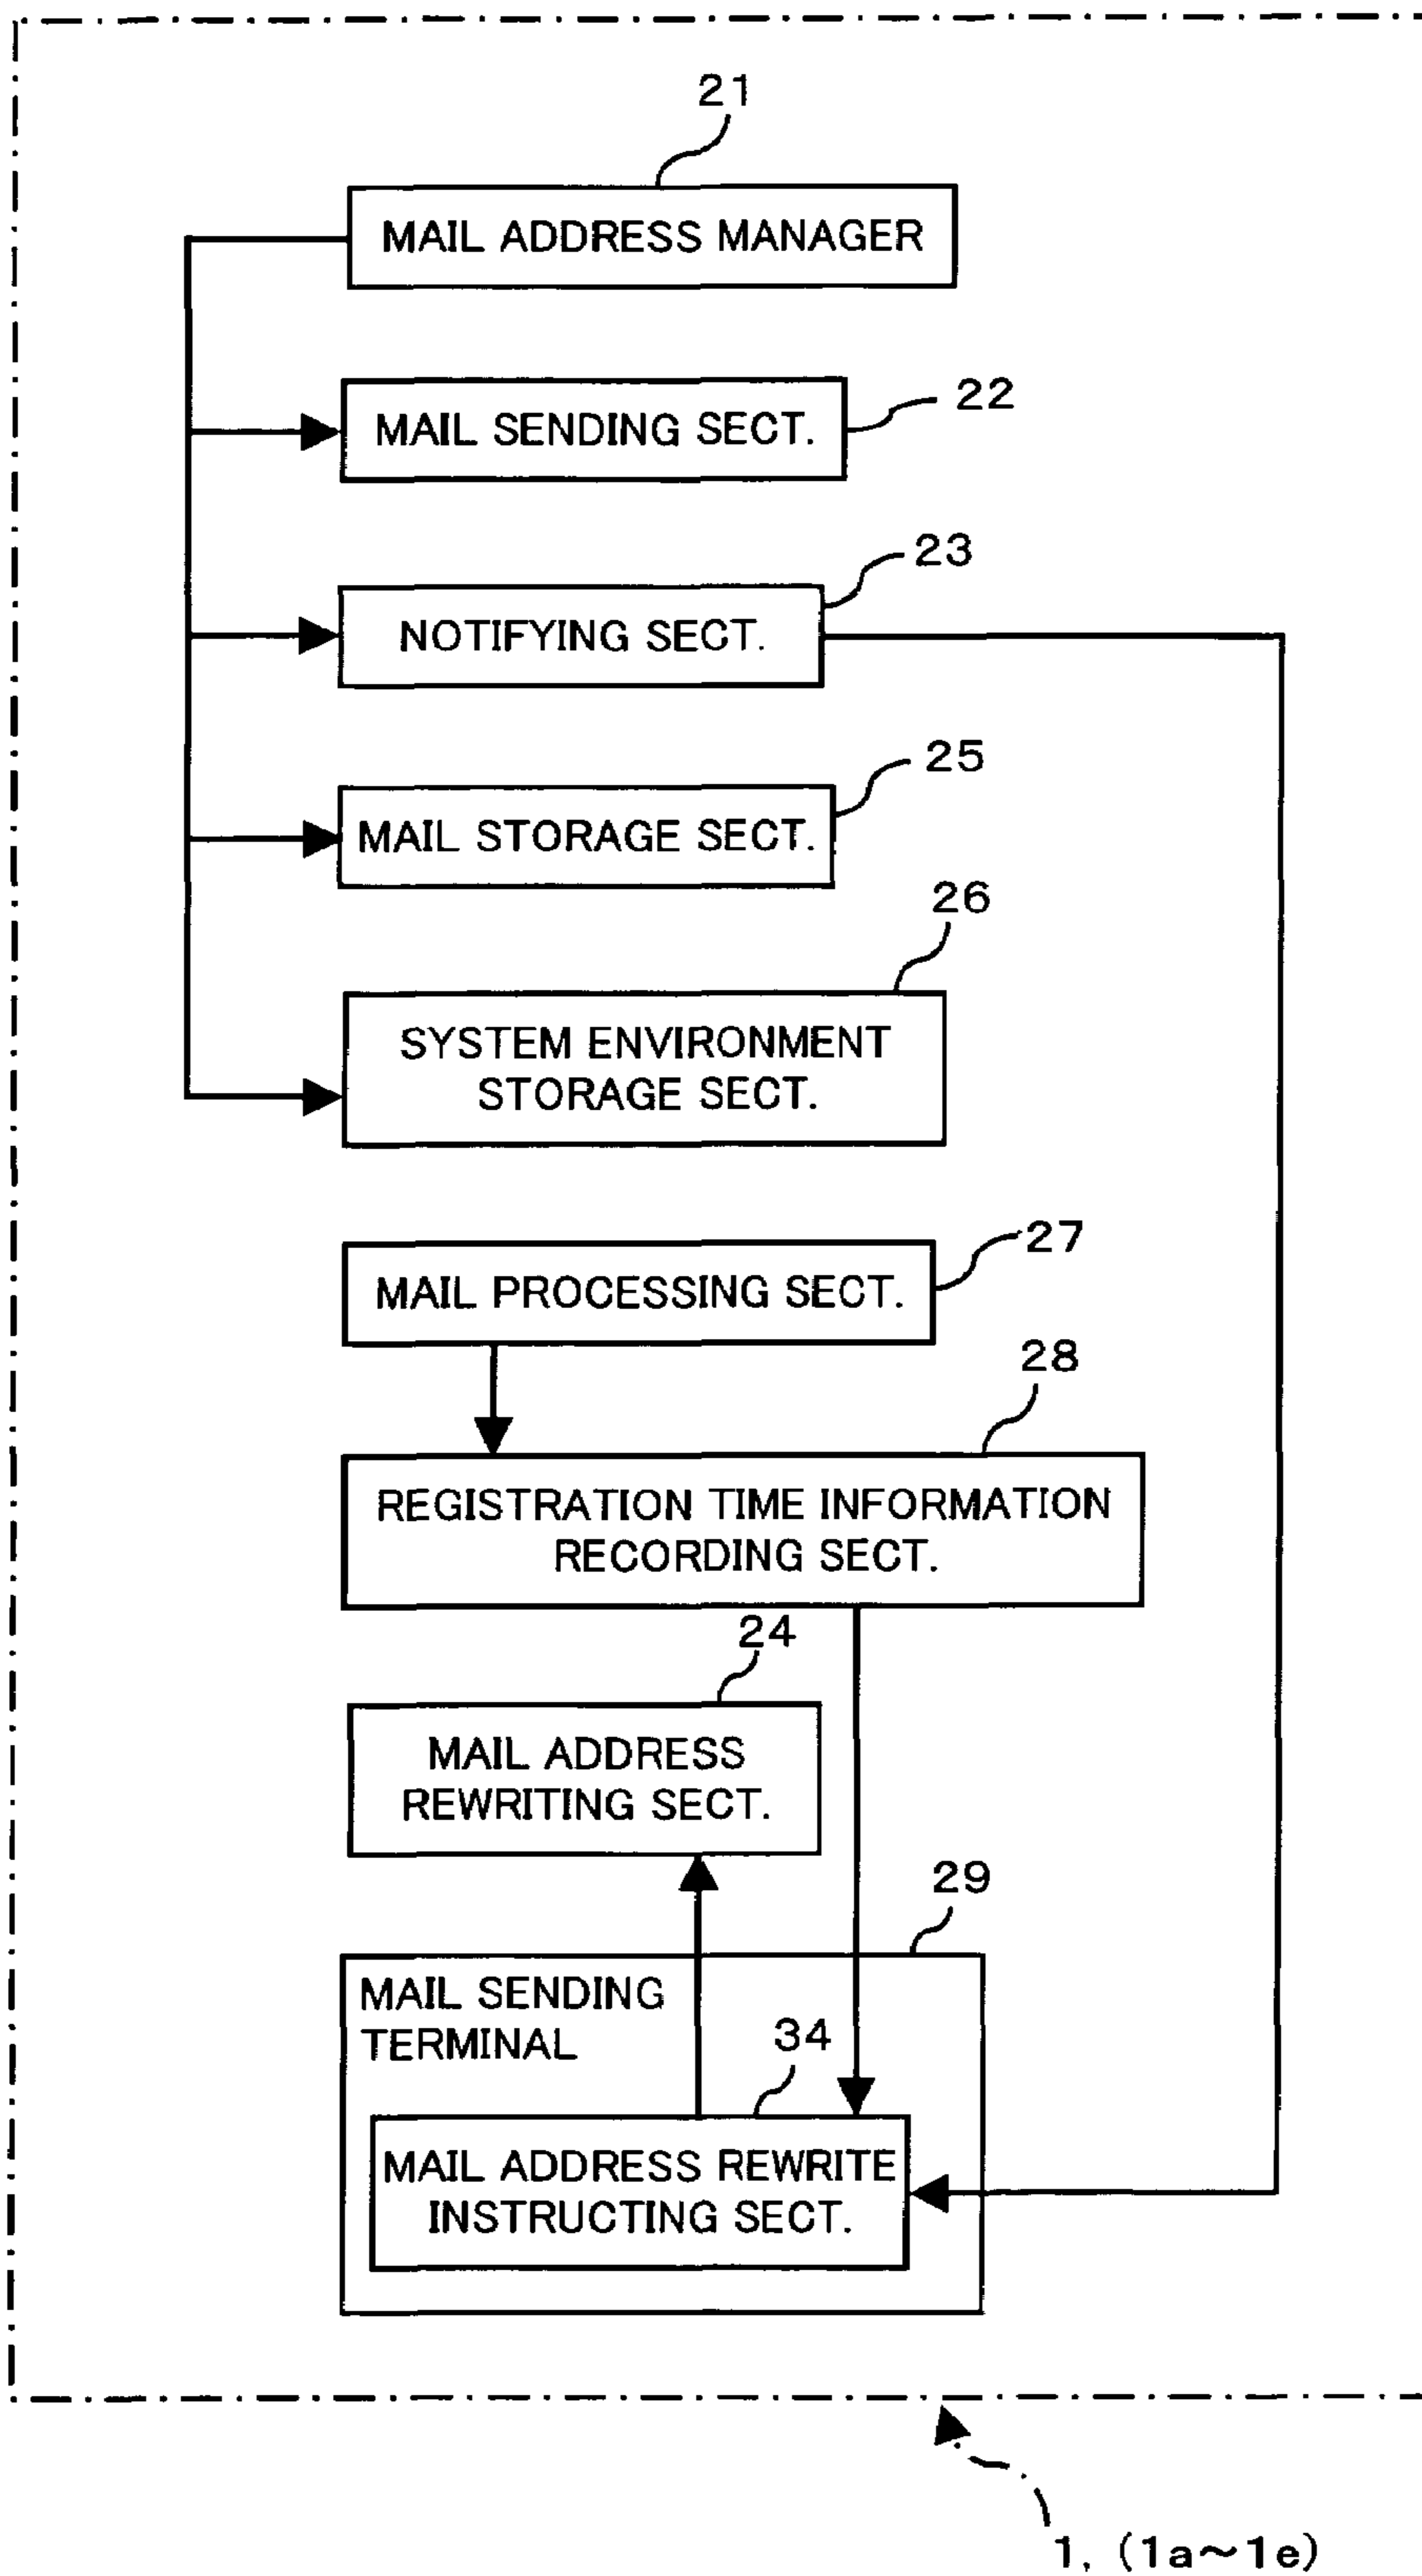 21
MAIL ADDRESS MANAGER
22
MAIL SENDING SECT.
23
NOTIFYING SECT.
25
MAIL STORAGE SECT.
26
SYSTEM ENVIRONMENT
STORAGE SECT.
27
MAIL PROCESSING SECT.
28
REGISTRATION TIME INFORMATION
RECORDING SECT.
24
MAIL ADDRESS
REWRITING SECT.
29
MAIL SENDING
TERMINAL
34
MAIL ADDRESS REWRITE
INSTRUCTING SECT.
1, (1a～1e)